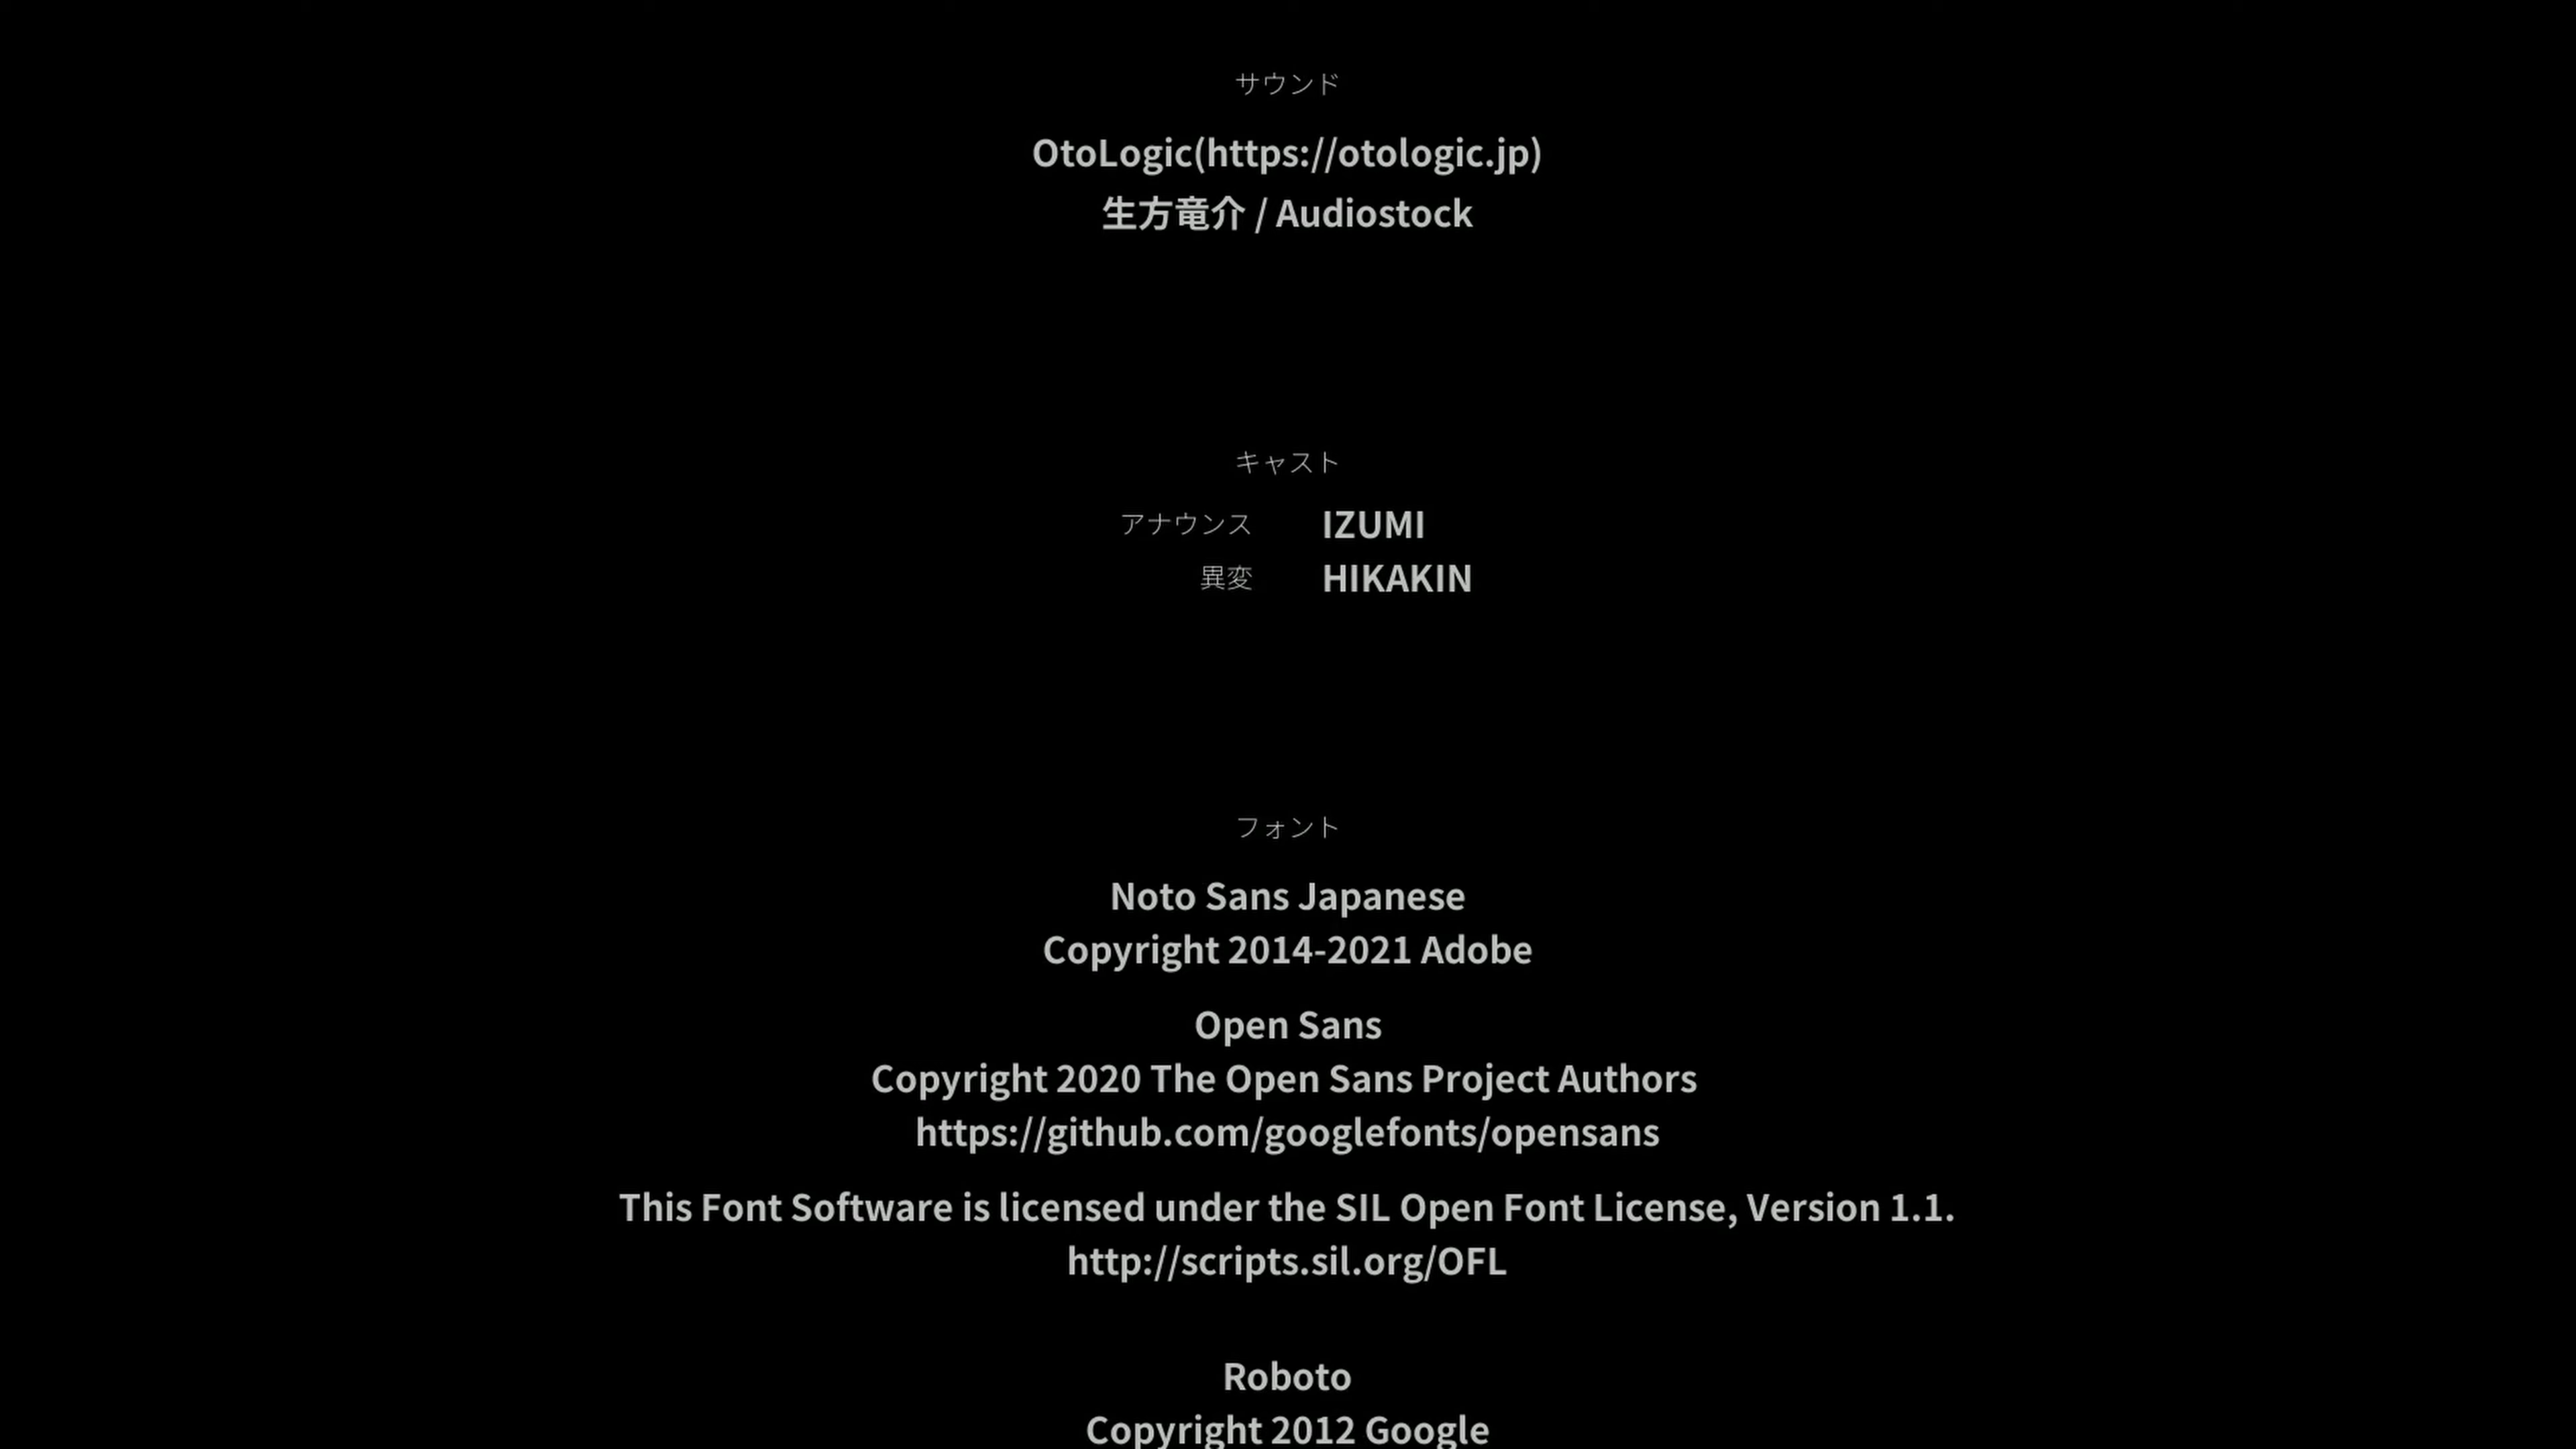 サウンド
OtoLogic(https://otologic.jp)
生方竜介 / Audiostock
キャスト
アナウンス IZUMI
異変 HIKAKIN
フォント
Noto Sans Japanese
Copyright 2014-2021 Adobe
Open Sans
Copyright 2020 The Open Sans Project Authors
https://github.com/googlefonts/opensans
This Font Software is licensed under the SIL Open Font License, Version 1.1.
http://scripts.sil.org/OFL
Roboto
Copyright 2012 Google